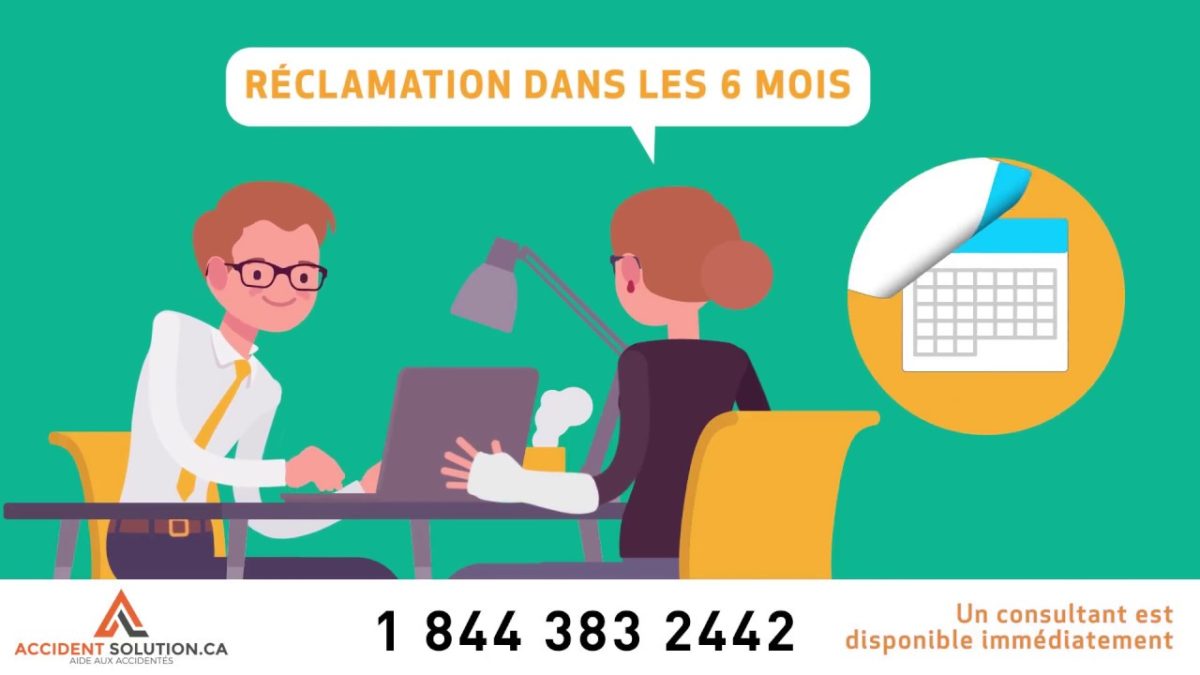 RÉCLAMATION DANS LES 6 MOIS
ACCIDENT SOLUTION.CA
AIDE AUX ACCIDENTÉS
1 844 383 2442
Un consultant est
disponible immédiatement